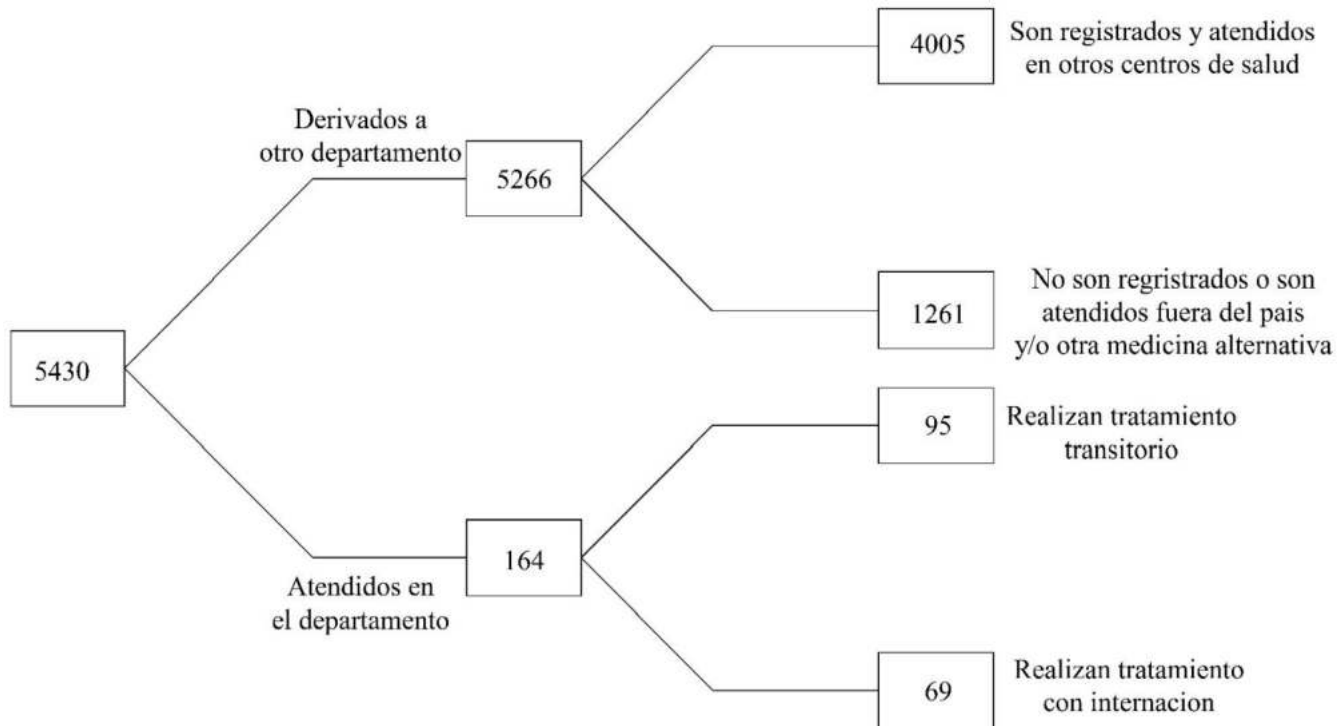 4005
Son registrados y atendidos
en otros centros de salud
Derivados a
otro departamento
5266
No son regristrados o son
atendidos fuera del pais
y/o otra medicina alternativa
1261
5430
95
Realizan tratamiento
transitorio
164
Atendidos en
el departamento
69
Realizan tratamiento
con internacion